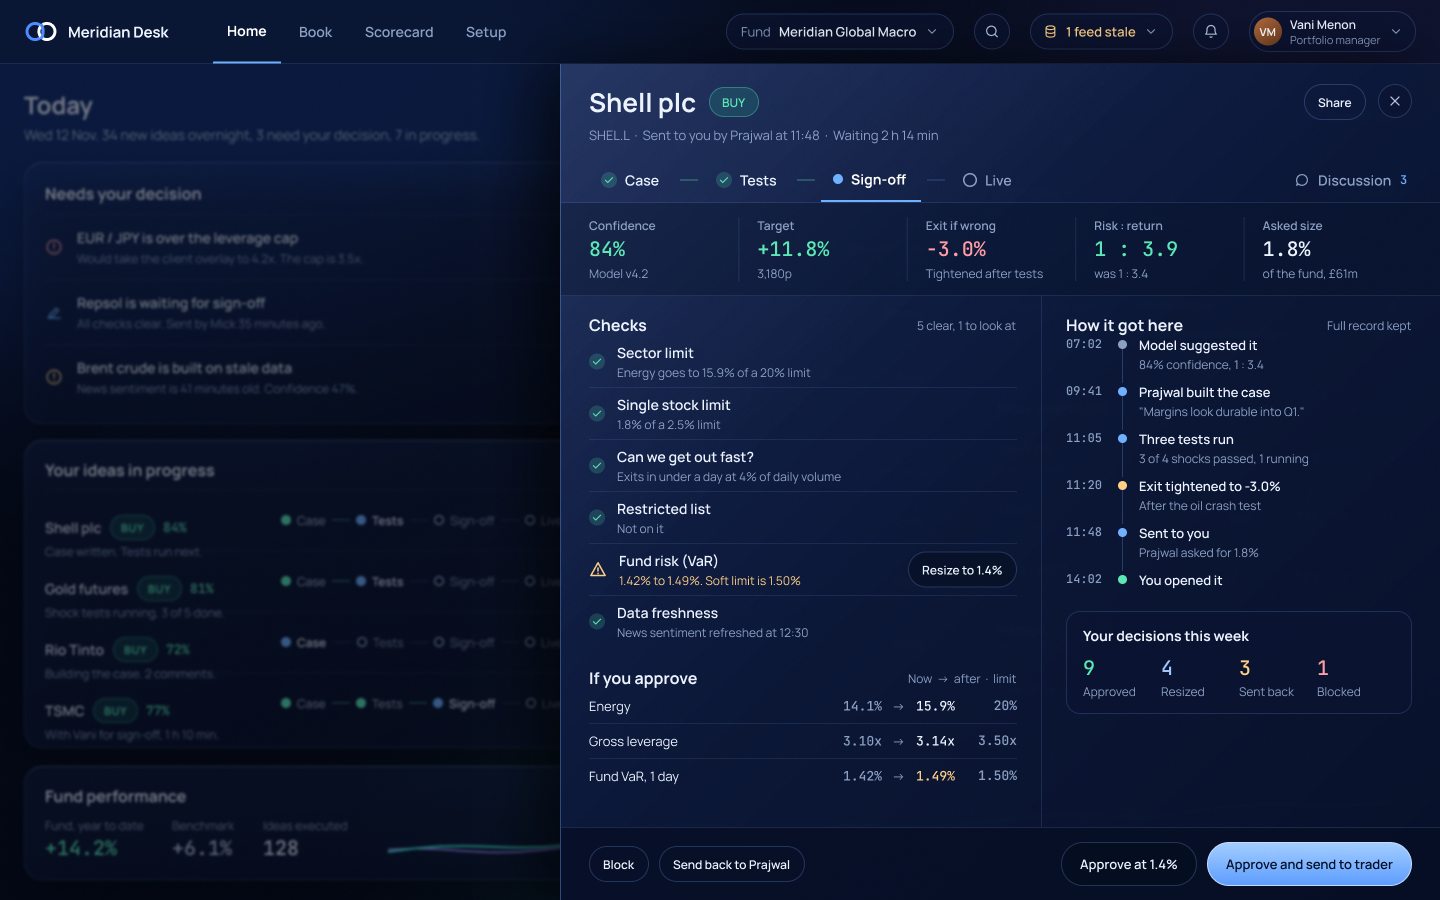 Meridian Desk
Home
Book
Scorecard
Setup
Fund Meridian Global Macro
1 feed stale
VM
Vani Menon
Portfolio manager
Today
Wed 12 Nov. 34 new ideas overnight, 3 need your decision, 7 in progress.
Needs your decision
EUR / JPY is over the leverage cap
Would take the client overlay to 4.2x. The cap is 3.5x.
Repsol is waiting for sign-off
All checks clear. Sent by Mick 35 minutes ago.
Brent crude is built on stale data
News sentiment is 41 minutes old. Confidence 47%.
Your ideas in progress
Shell plc BUY 84%
Case Tests Sign-off Live
Case written. Tests run next.
Gold futures BUY 81%
Case Tests Sign-off
Shock tests running. 3 of 5 done.
Rio Tinto BUY 72%
Case Tests Sign-off
Building the case. 2 comments.
TSMC BUY 77%
Case Tests Sign-off
With Vani for sign-off, 1 h 10 min.
Fund performance
Fund, year to date
+14.2%
Benchmark
+6.1%
Ideas executed
128
Shell plc BUY
SHEL.L · Sent to you by Prajwal at 11:48 · Waiting 2 h 14 min
Share
Case
Tests
Sign-off
Live
Discussion 3
Confidence
84%
Model v4.2
Target
+11.8%
3,180p
Exit if wrong
-3.0%
Tightened after tests
Risk : return
1 : 3.9
was 1 : 3.4
Asked size
1.8%
of the fund, £61m
Checks
5 clear, 1 to look at
Sector limit
Energy goes to 15.9% of a 20% limit
Single stock limit
1.8% of a 2.5% limit
Can we get out fast?
Exits in under a day at 4% of daily volume
Restricted list
Not on it
Fund risk (VaR)
1.42% to 1.49%. Soft limit is 1.50%
Resize to 1.4%
Data freshness
News sentiment refreshed at 12:30
If you approve
Now → after · limit
Energy 14.1% → 15.9% 20%
Gross leverage 3.10x → 3.14x 3.50x
Fund VaR, 1 day 1.42% → 1.49% 1.50%
How it got here
Full record kept
07:02 Model suggested it
84% confidence, 1 : 3.4
09:41 Prajwal built the case
"Margins look durable into Q1."
11:05 Three tests run
3 of 4 shocks passed, 1 running
11:20 Exit tightened to -3.0%
After the oil crash test
11:48 Sent to you
Prajwal asked for 1.8%
14:02 You opened it
Your decisions this week
9
Approved
4
Resized
3
Sent back
1
Blocked
Block
Send back to Prajwal
Approve at 1.4%
Approve and send to trader